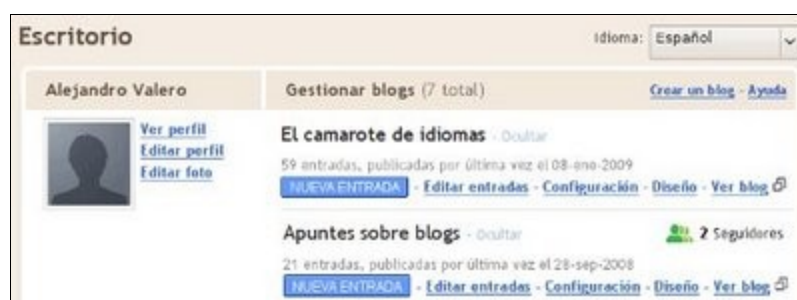 Escritorio
Idioma: Español
Alejandro Valero
Gestionar blogs (7 total)
Crear un blog - Ayuda
Ver perfil
Editar perfil
Editar foto
El camarote de idiomas - Ocultar
59 entradas, publicadas por última vez el 08-ene-2009
NUEVA ENTRADA - Editar entradas - Configuración - Diseño - Ver blog
Apuntes sobre blogs - Ocultar
2 Seguidores
21 entradas, publicadas por última vez el 28-sep-2008
NUEVA ENTRADA - Editar entradas - Configuración - Diseño - Ver blog